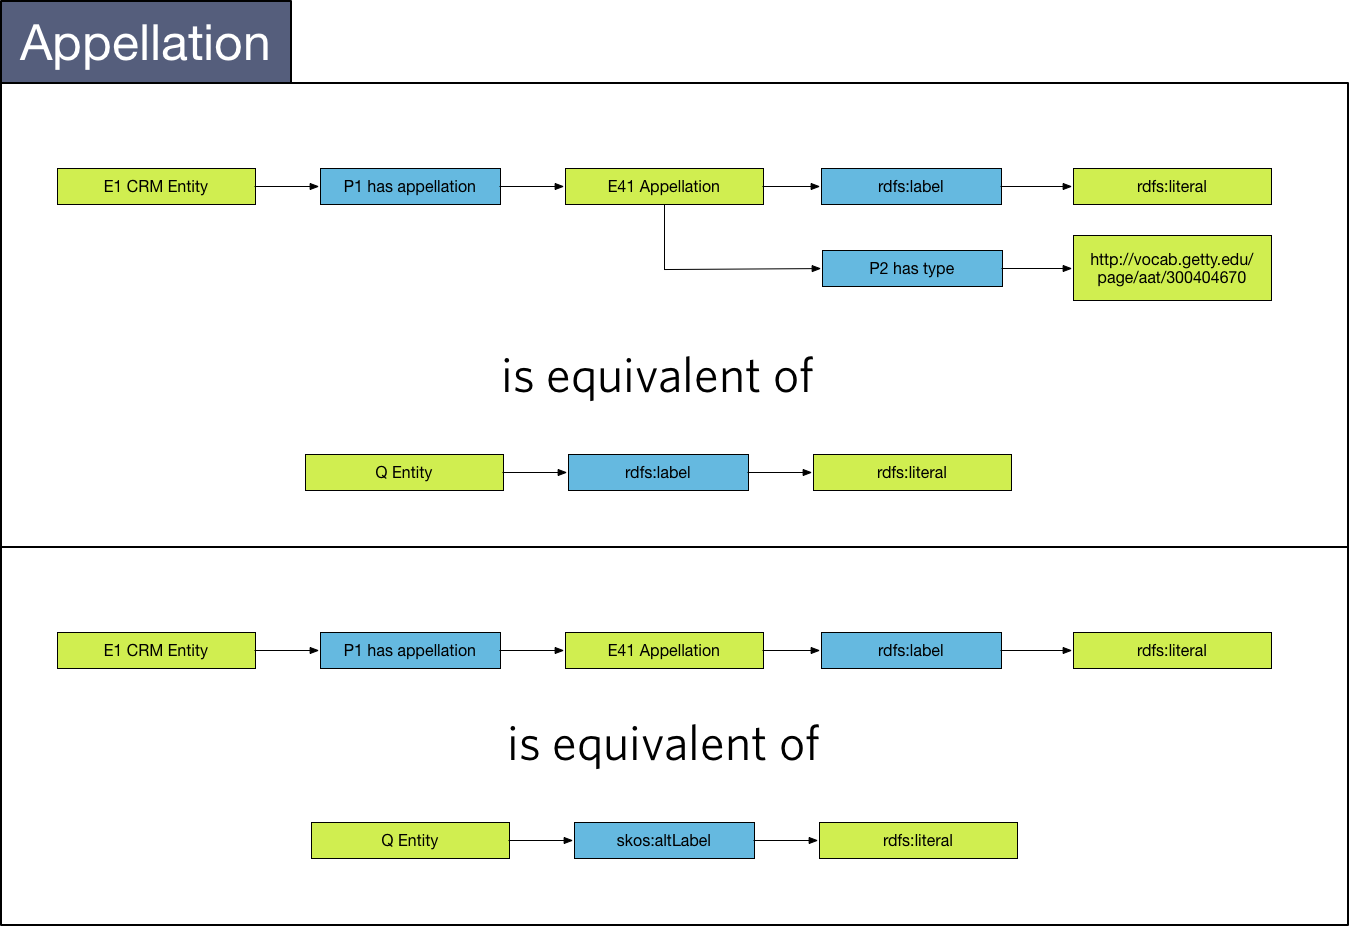 Appellation
E1 CRM Entity
P1 has appellation
E41 Appellation
rdfs:label
rdfs:literal
P2 has type
http://vocab.getty.edu/
page/aat/300404670
is equivalent of
Q Entity
rdfs:label
rdfs:literal
E1 CRM Entity
P1 has appellation
E41 Appellation
rdfs:label
rdfs:literal
is equivalent of
Q Entity
skos:altLabel
rdfs:literal